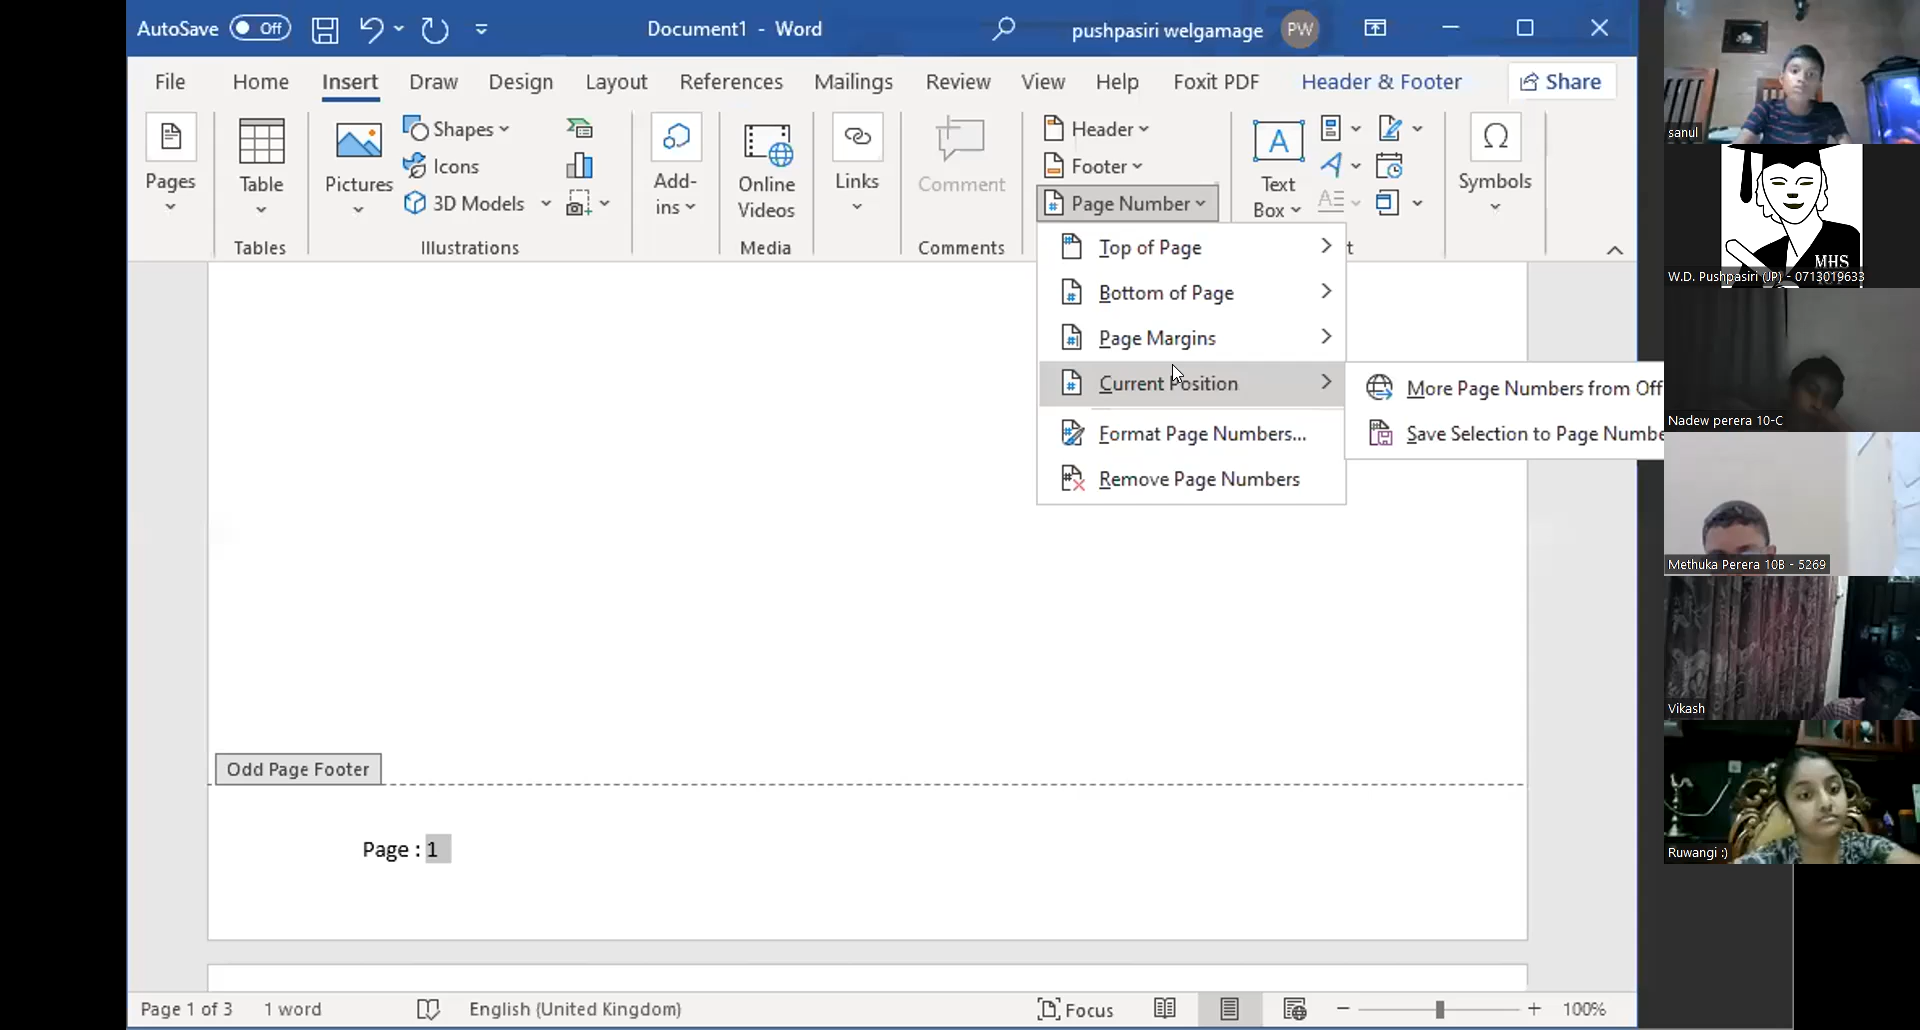 AutoSave Off Document1 - Word pushpasiri welgamage PW
File Home Insert Draw Design Layout References Mailings Review View Help Foxit PDF Header & Footer Share
Pages
Table
Tables
Pictures
Shapes
Icons
3D Models
Illustrations
Add-
ins
Online
Videos
Media
Links
Comment
Comments
Header
Footer
Page Number
A
Text
Box
Ω
Symbols
t
Top of Page
Bottom of Page
Page Margins
Current Position
Format Page Numbers...
Remove Page Numbers
More Page Numbers from Off
Save Selection to Page Numbe
Odd Page Footer
Page : 1
Page 1 of 3 1 word English (United Kingdom) Focus 100%
sanul
MHS
W.D. Pushpasiri (JP) - 0713019633
Nadew perera 10-C
Methuka Perera 10B - 5269
Vikash
Ruwangi :)